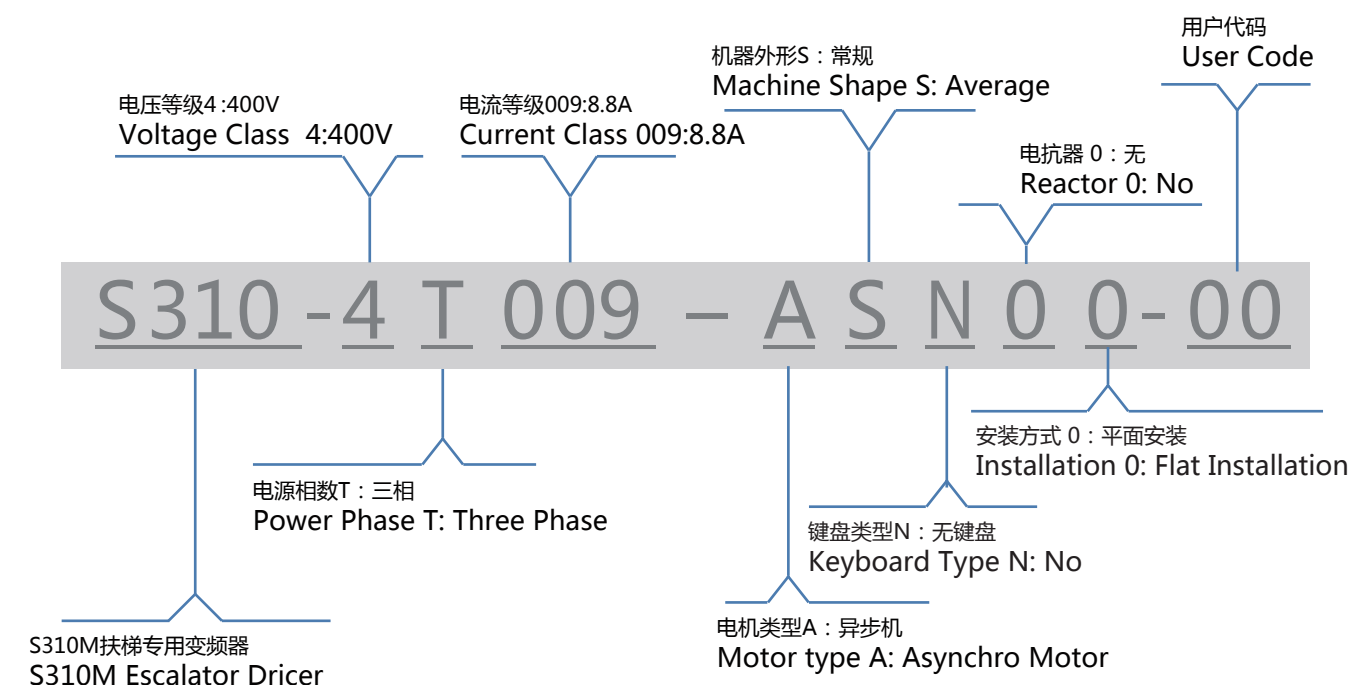 用户代码
User Code
机器外形S：常规
Machine Shape S: Average
电压等级4 :400V
Voltage Class 4:400V
电流等级009:8.8A
Current Class 009:8.8A
电抗器 0：无
Reactor 0: No
S310 -4 T 009 － A S N 0 0- 00
安装方式 0：平面安装
Installation 0: Flat Installation
电源相数T：三相
Power Phase T: Three Phase
键盘类型N：无键盘
Keyboard Type N: No
电机类型A：异步机
Motor type A: Asynchro Motor
S310M扶梯专用变频器
S310M Escalator Dricer